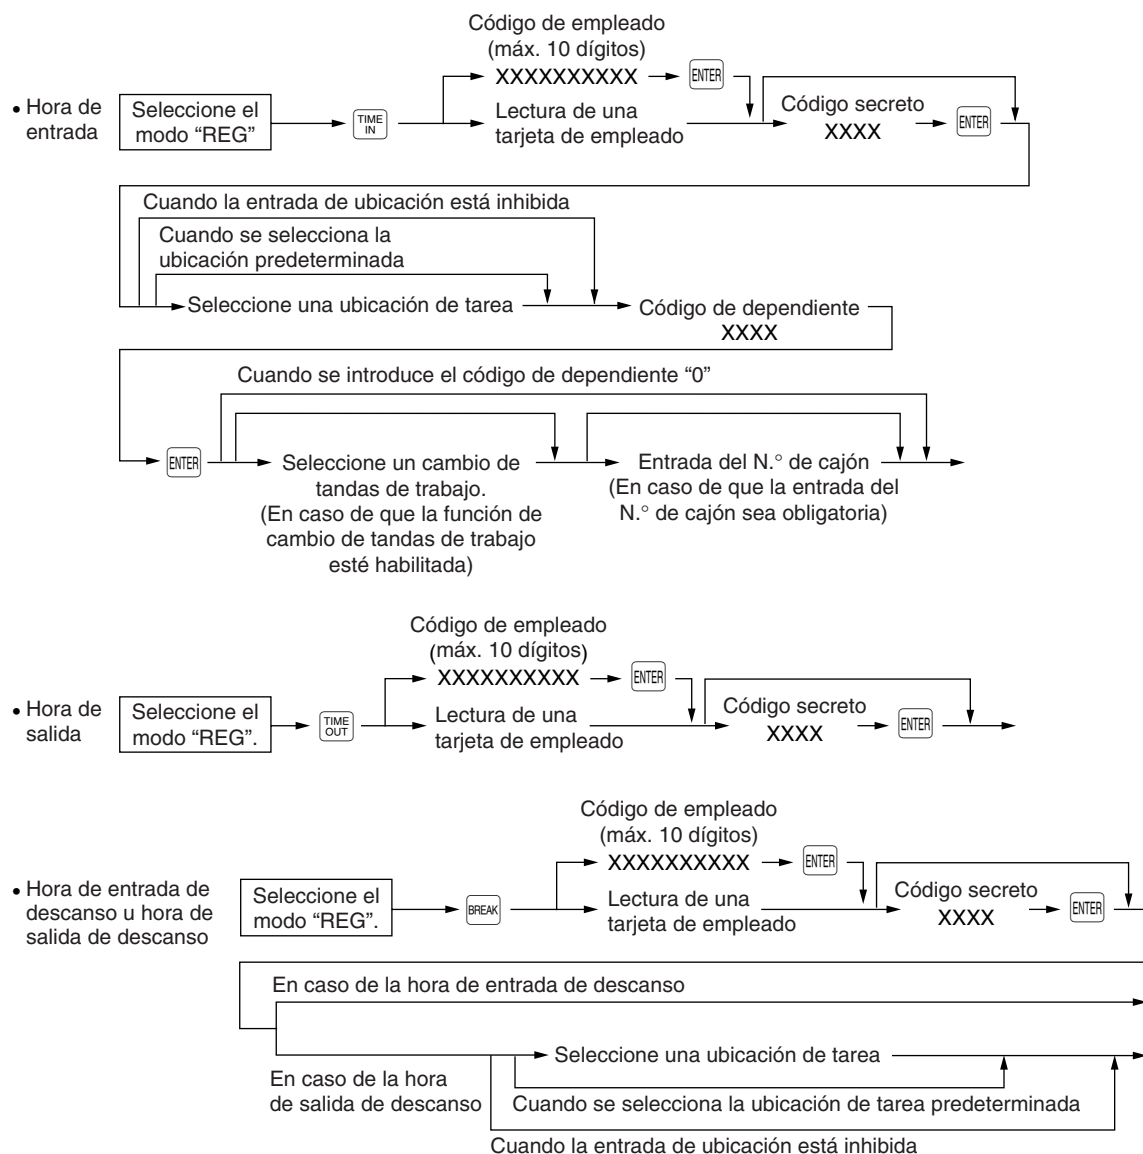 Código de empleado
(máx. 10 dígitos)
XXXXXXXXXX
ENTER
• Hora de
entrada
Seleccione el
modo “REG”
TIME
IN
Lectura de una
tarjeta de empleado
Código secreto
XXXX
ENTER
Cuando la entrada de ubicación está inhibida
Cuando se selecciona la
ubicación predeterminada
Seleccione una ubicación de tarea
Código de dependiente
XXXX
Cuando se introduce el código de dependiente “0”
ENTER
Seleccione un cambio de
tandas de trabajo.
(En caso de que la función de
cambio de tandas de trabajo
esté habilitada)
Entrada del N.° de cajón
(En caso de que la entrada del
N.° de cajón sea obligatoria)
Código de empleado
(máx. 10 dígitos)
XXXXXXXXXX
ENTER
• Hora de
salida
Seleccione el
modo “REG”.
TIME
OUT
Lectura de una
tarjeta de empleado
Código secreto
XXXX
ENTER
Código de empleado
(máx. 10 dígitos)
XXXXXXXXXX
ENTER
• Hora de entrada de
descanso u hora de
salida de descanso
Seleccione el
modo “REG”.
BREAK
Lectura de una
tarjeta de empleado
Código secreto
XXXX
ENTER
En caso de la hora de entrada de descanso
Seleccione una ubicación de tarea
En caso de la hora
de salida de descanso
Cuando se selecciona la ubicación de tarea predeterminada
Cuando la entrada de ubicación está inhibida